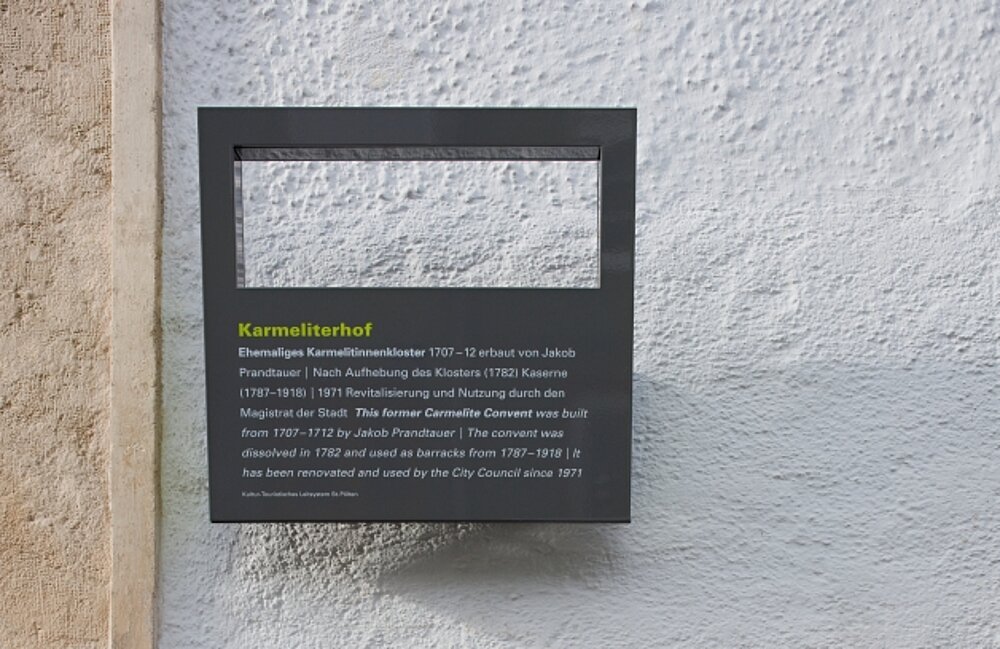 Karmeliterhof
Ehemaliges Karmelitinnenkloster 1707–12 erbaut von Jakob
Prandtauer | Nach Aufhebung des Klosters (1782) Kaserne
(1787–1918) | 1971 Revitalisierung und Nutzung durch den
Magistrat der Stadt This former Carmelite Convent was built
from 1707–1712 by Jakob Prandtauer | The convent was
dissolved in 1782 and used as barracks from 1787–1918 | It
has been renovated and used by the City Council since 1971
Kultur-Touristisches Leitsystem St. Pölten